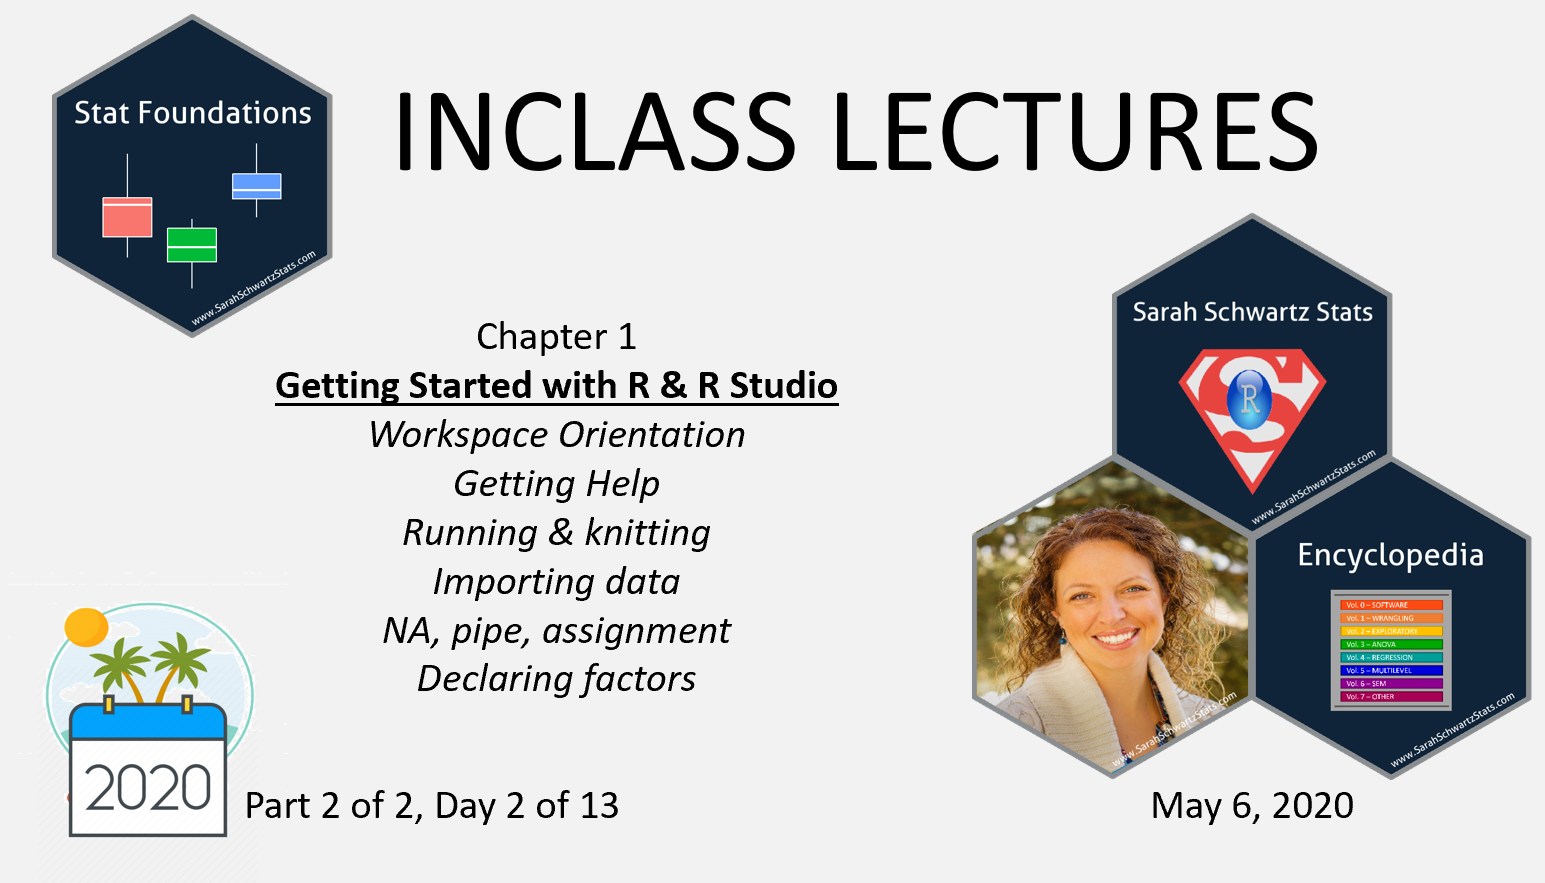 INCLASS LECTURES
Stat Foundations
www.SarahSchwartzStats.com
Chapter 1
Getting Started with R & R Studio
Workspace Orientation
Getting Help
Running & knitting
Importing data
NA, pipe, assignment
Declaring factors
Sarah Schwartz Stats
S
R
www.SarahSchwartzStats.com
www.SarahSchwartzStats.com
Encyclopedia
Vol. 0 – SOFTWARE
Vol. 1 – WRANGLING
Vol. 2 – EXPLORATORY
Vol. 3 – ANOVA
Vol. 4 – REGRESSION
Vol. 5 – MULTILEVEL
Vol. 6 – SEM
Vol. 7 – OTHER
www.SarahSchwartzStats.com
2020
Part 2 of 2, Day 2 of 13
May 6, 2020